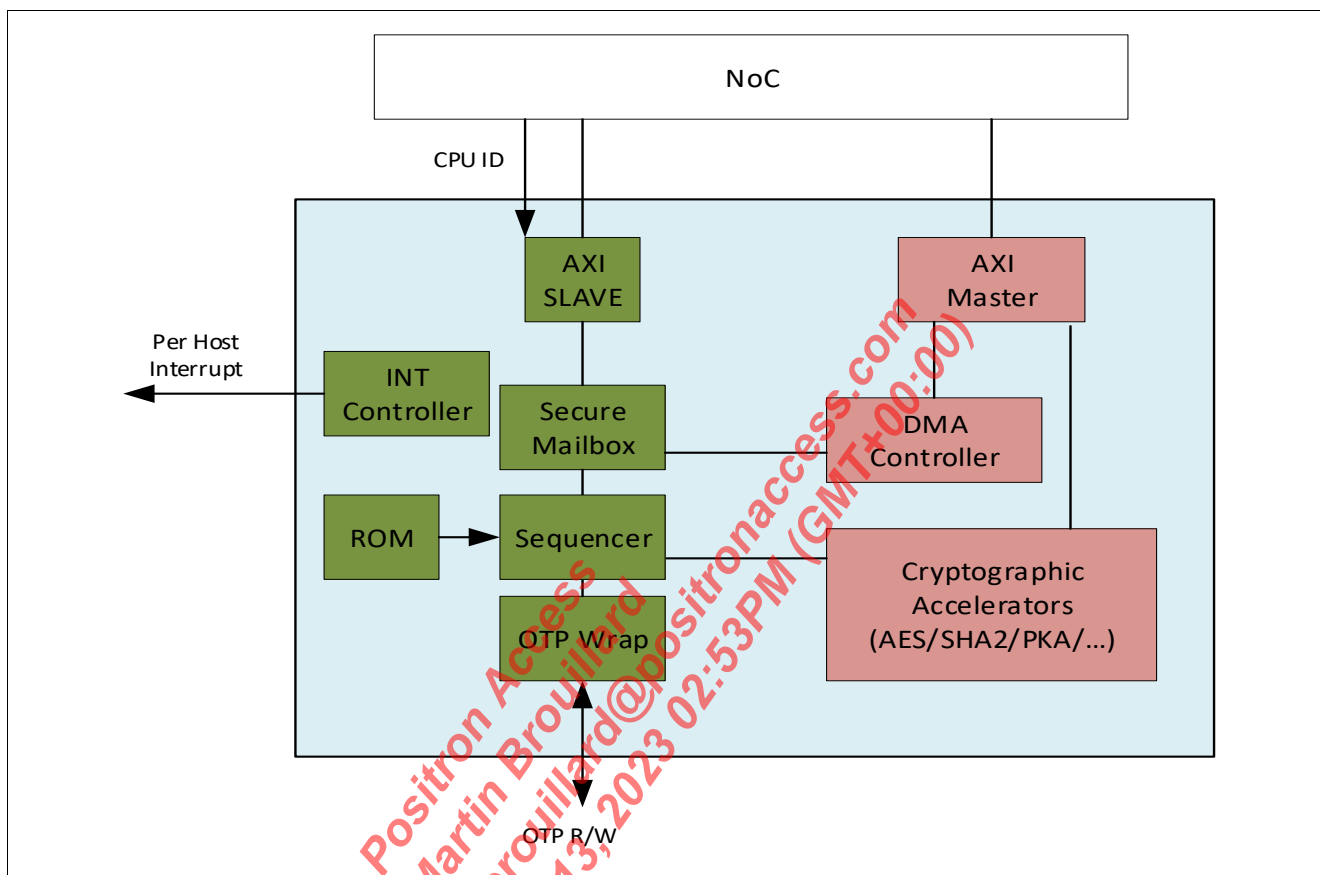 NoC
CPU ID
AXI
SLAVE
AXI
Master
Per Host
Interrupt
INT
Controller
Secure
Mailbox
DMA
Controller
ROM
Sequencer
Cryptographic
Accelerators
(AES/SHA2/PKA/...)
OTP Wrap
OTP R/W
Positron Access
Martin Brouillard
rouillard@positronaccess.com
13, 2023 02:53PM (GMT+00:00)